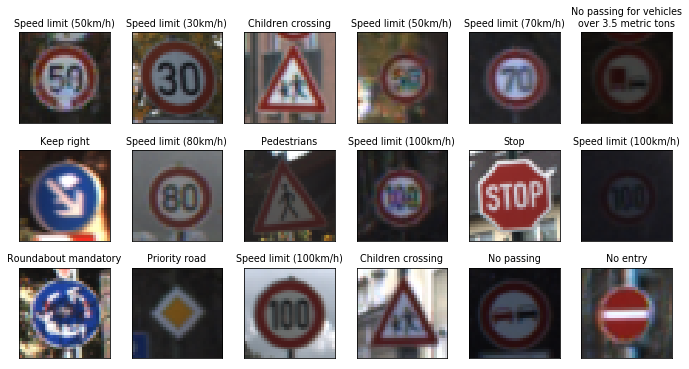 Speed limit (50km/h)
Speed limit (30km/h)
Children crossing
Speed limit (50km/h)
Speed limit (70km/h)
No passing for vehicles
over 3.5 metric tons
50
30
50
70
Keep right
Speed limit (80km/h)
Pedestrians
Speed limit (100km/h)
Stop
Speed limit (100km/h)
80
100
STOP
100
Roundabout mandatory
Priority road
Speed limit (100km/h)
Children crossing
No passing
No entry
100